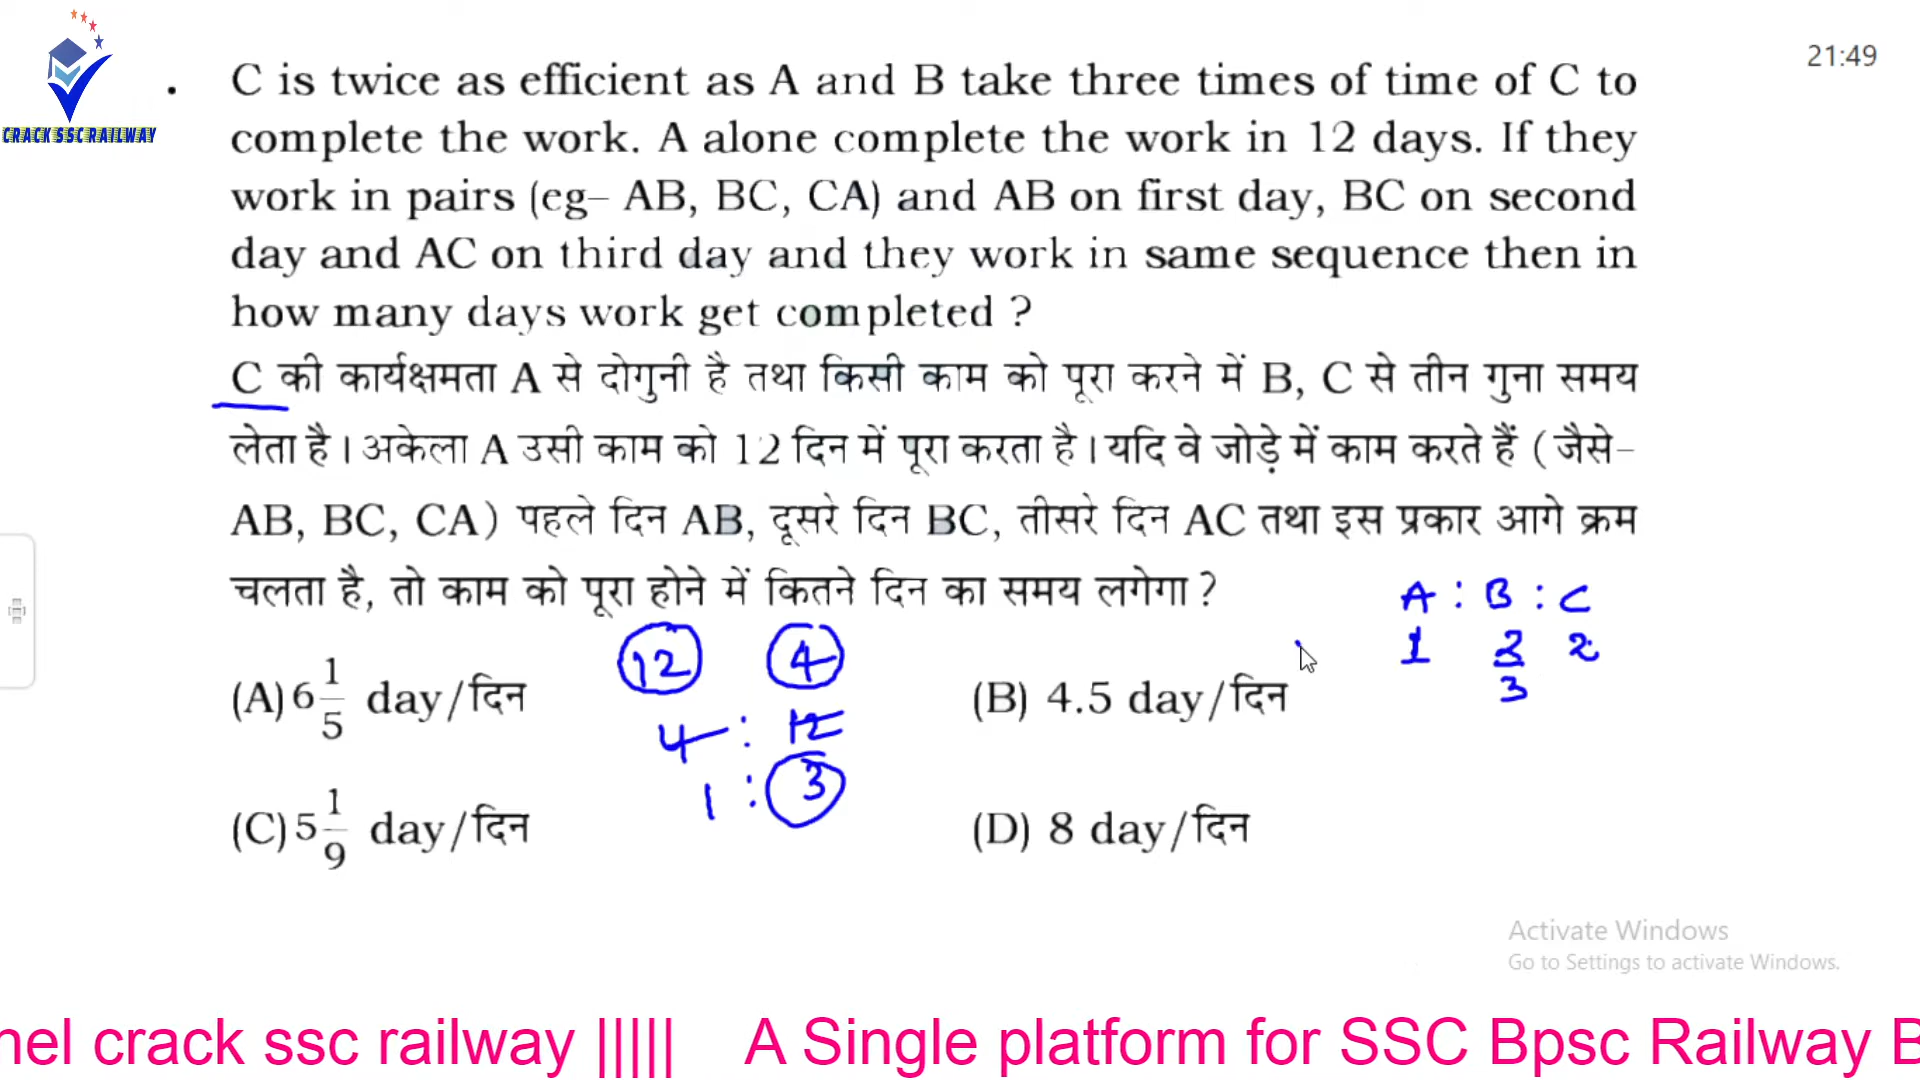 21:49
CRACK SSC RAILWAY
. C is twice as efficient as A and B take three times of time of C to
complete the work. A alone complete the work in 12 days. If they
work in pairs (eg– AB, BC, CA) and AB on first day, BC on second
day and AC on third day and they work in same sequence then in
how many days work get completed ?
C की कार्यक्षमता A से दोगुनी है तथा किसी काम को पूरा करने में B, C से तीन गुना समय
लेता है। अकेला A उसी काम को 12 दिन में पूरा करता है। यदि वे जोड़े में काम करते हैं (जैसे–
AB, BC, CA) पहले दिन AB, दूसरे दिन BC, तीसरे दिन AC तथा इस प्रकार आगे क्रम
चलता है, तो काम को पूरा होने में कितने दिन का समय लगेगा ?
A : B : C
1 2/3 2
12 4
(A) 6 1/5 day/दिन
(B) 4.5 day/दिन
4 : 12
1 : 3
(C) 5 1/9 day/दिन
(D) 8 day/दिन
Activate Windows
Go to Settings to activate Windows.
nel crack ssc railway ||||| A Single platform for SSC Bpsc Railway B